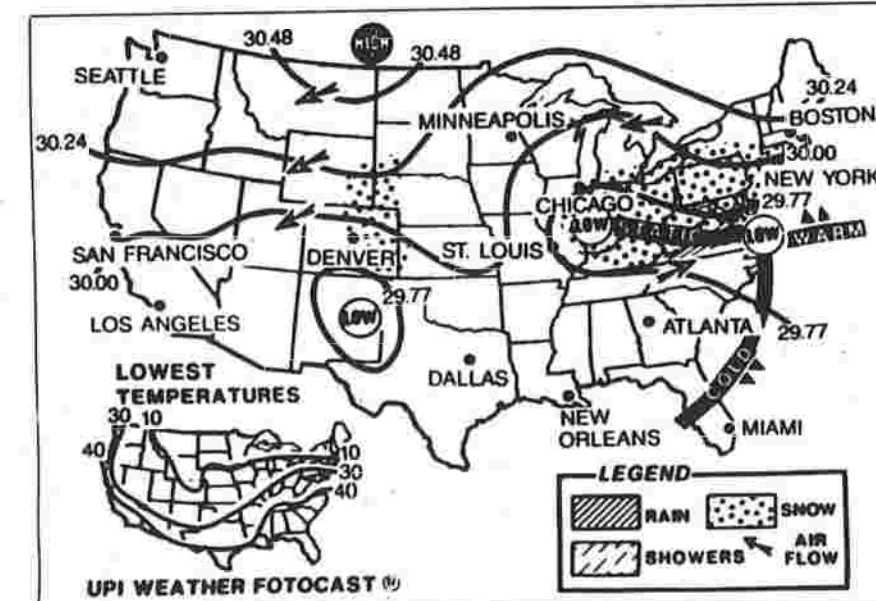 30.48
HIGH
30.48
SEATTLE
30.24
MINNEAPOLIS
BOSTON
30.24
30.00
NEW YORK
CHICAGO
29.77
LOW
LOW
WARM
SAN FRANCISCO
DENVER
ST. LOUIS
30.00
29.77
LOW
LOS ANGELES
ATLANTA
29.77
COLD
DALLAS
NEW
ORLEANS
MIAMI
LOWEST
TEMPERATURES
30 10
40
10
30
40
LEGEND
RAIN
SNOW
SHOWERS
AIR
FLOW
UPI WEATHER FOTOCAST